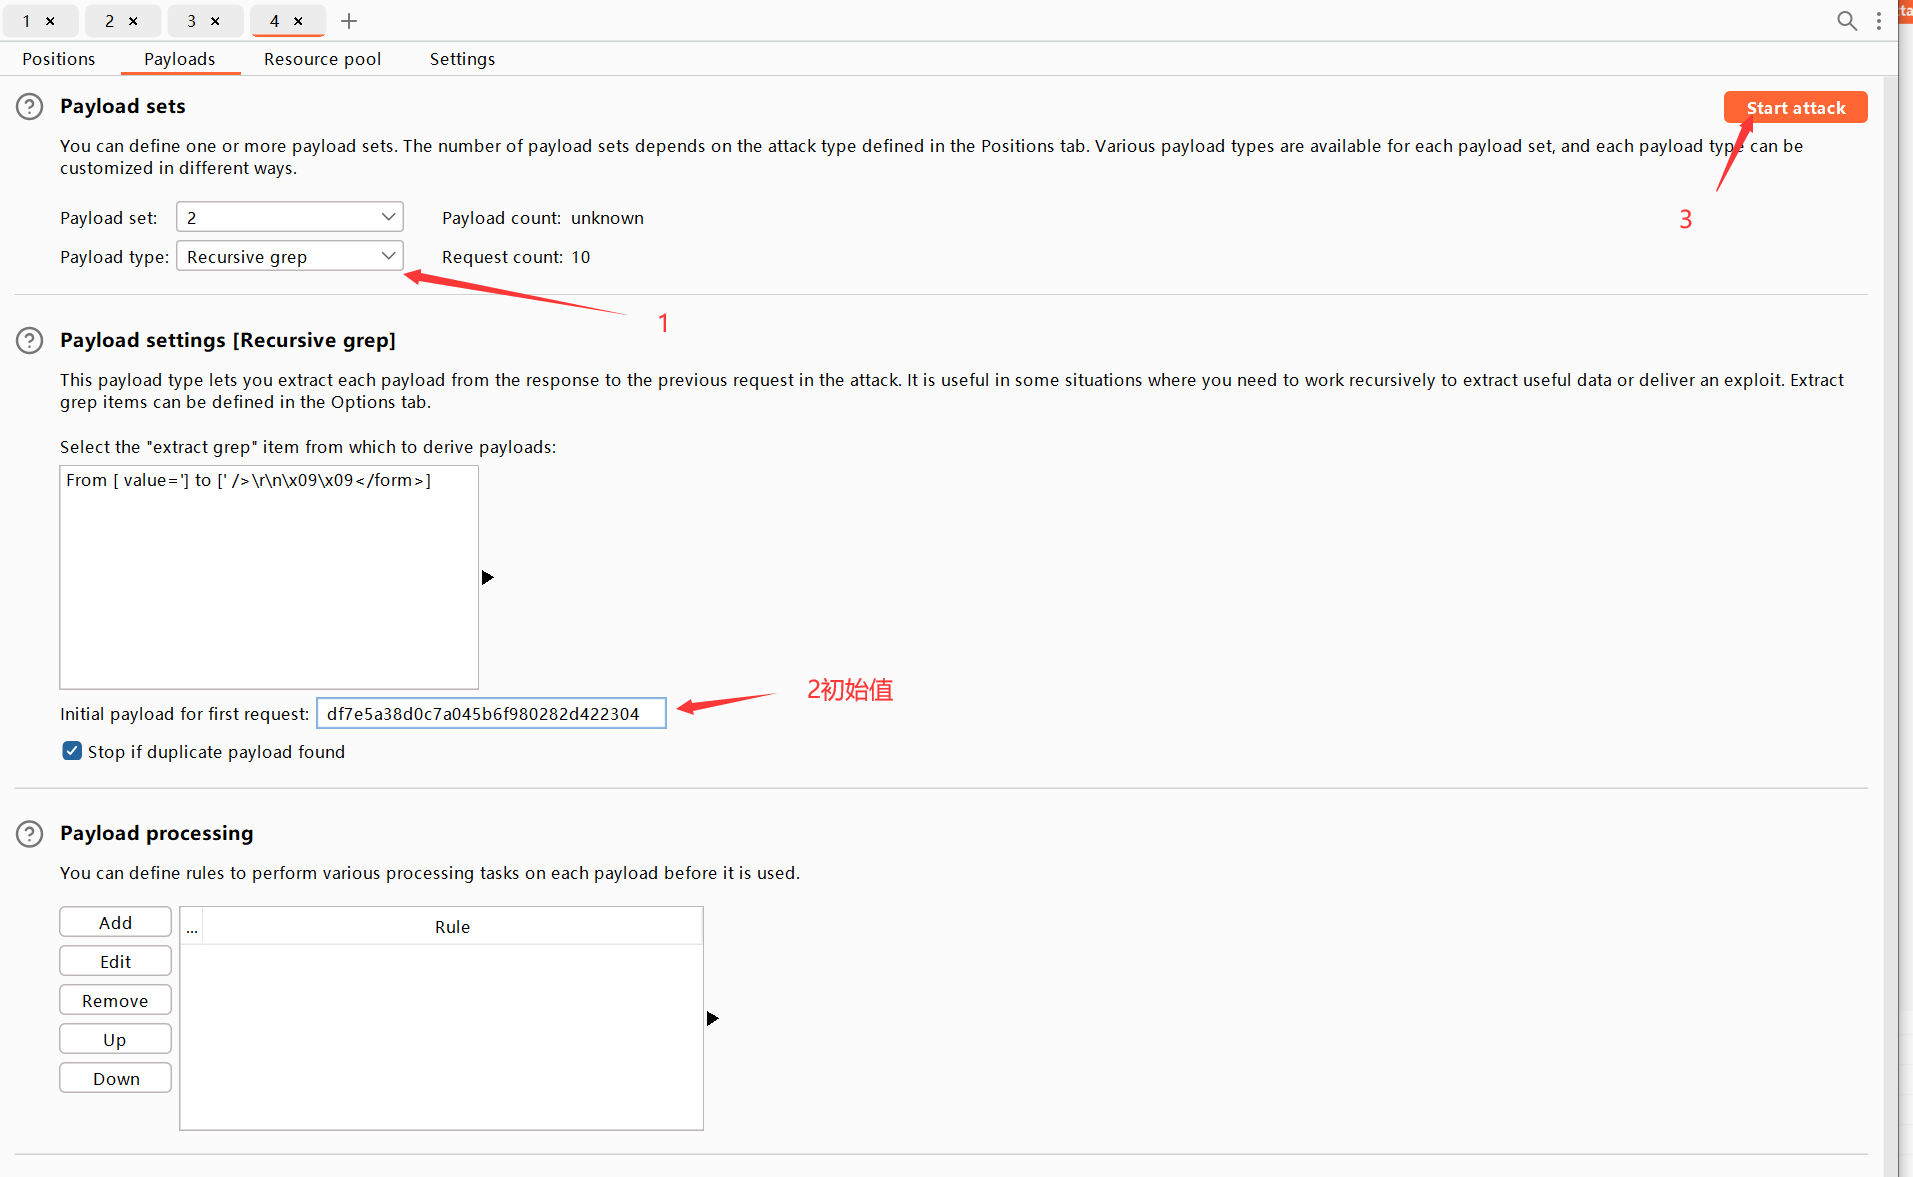 1 × 2 × 3 × 4 × +
Positions Payloads Resource pool Settings
Payload sets
Start attack
You can define one or more payload sets. The number of payload sets depends on the attack type defined in the Positions tab. Various payload types are available for each payload set, and each payload type can be
customized in different ways.
Payload set: 2 Payload count: unknown
3
Payload type: Recursive grep Request count: 10
1
Payload settings [Recursive grep]
This payload type lets you extract each payload from the response to the previous request in the attack. It is useful in some situations where you need to work recursively to extract useful data or deliver an exploit. Extract
grep items can be defined in the Options tab.
Select the "extract grep" item from which to derive payloads:
From [ value='] to [' />\r\n\x09\x09</form>]
2初始值
Initial payload for first request: df7e5a38d0c7a045b6f980282d422304
Stop if duplicate payload found
Payload processing
You can define rules to perform various processing tasks on each payload before it is used.
Add
... Rule
Edit
Remove
Up
Down